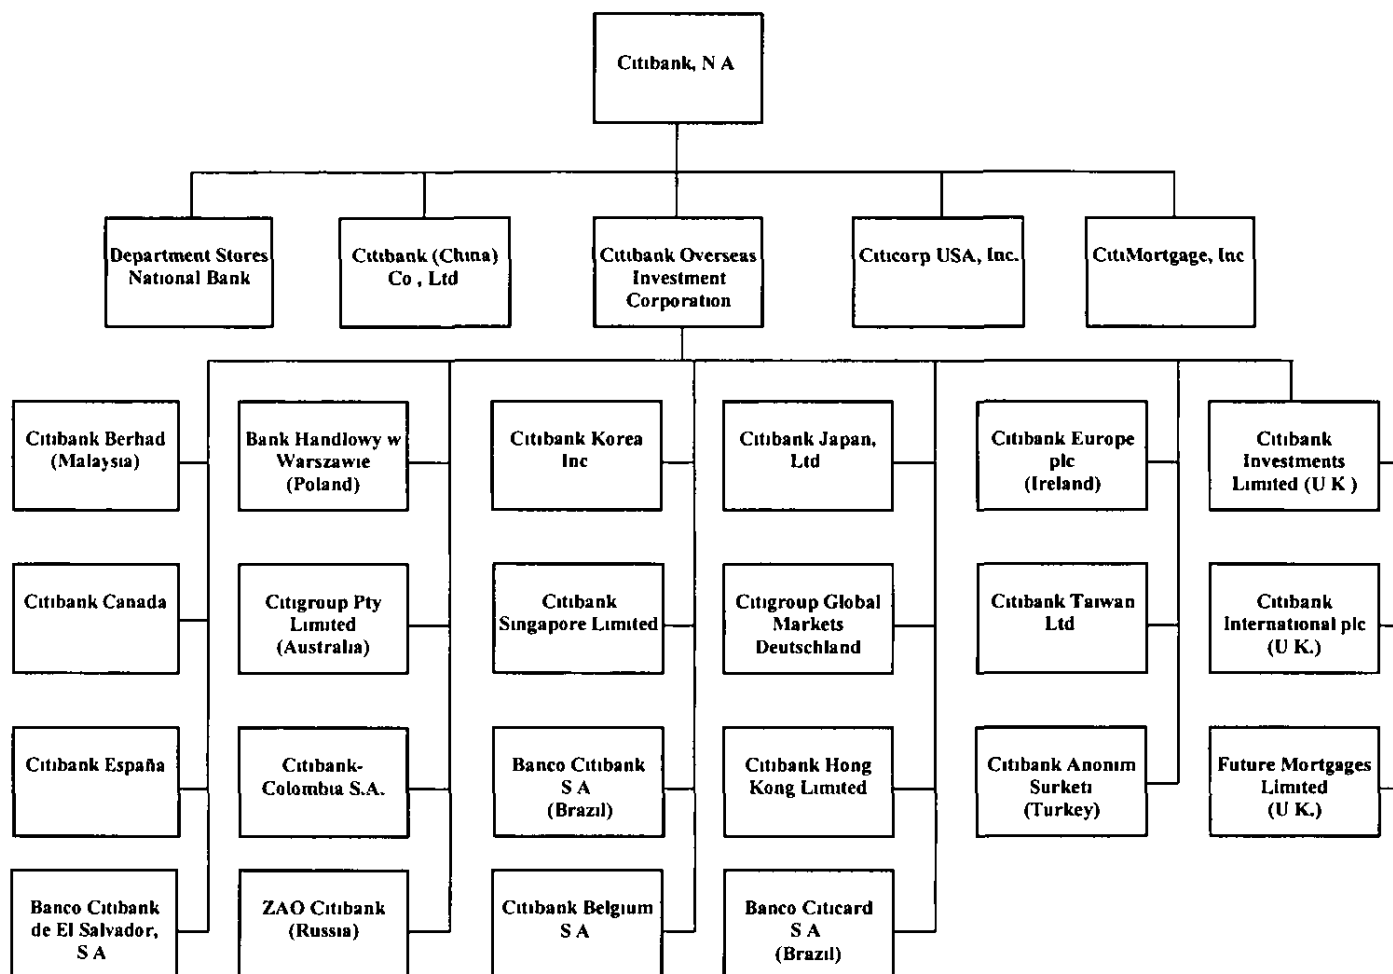 Citibank, N A
Department Stores
National Bank
Citibank (China)
Co , Ltd
Citibank Overseas
Investment
Corporation
Citicorp USA, Inc.
CitiMortgage, Inc
Citibank Berhad
(Malaysia)
Bank Handlowy w
Warszawie
(Poland)
Citibank Korea
Inc
Citibank Japan,
Ltd
Citibank Europe
plc
(Ireland)
Citibank
Investments
Limited (U K )
Citibank Canada
Citigroup Pty
Limited
(Australia)
Citibank
Singapore Limited
Citigroup Global
Markets
Deutschland
Citibank Taiwan
Ltd
Citibank
International plc
(U K.)
Citibank España
Citibank-
Colombia S.A.
Banco Citibank
S A
(Brazil)
Citibank Hong
Kong Limited
Citibank Anonim
Surketi
(Turkey)
Future Mortgages
Limited
(U K.)
Banco Citibank
de El Salvador,
S A
ZAO Citibank
(Russia)
Citibank Belgium
S A
Banco Citicard
S A
(Brazil)